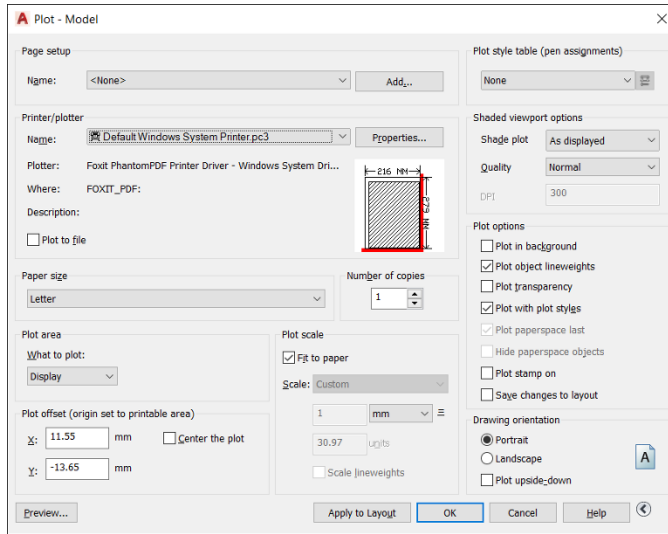 Plot - Model
Page setup
Name: <None> Add...
Plot style table (pen assignments)
None
Printer/plotter
Name: Default Windows System Printer.pc3 Properties...
Plotter: Foxit PhantomPDF Printer Driver - Windows System Dri...
Where: FOXIT_PDF:
Description:
Plot to file
216 MM
279 MM
Shaded viewport options
Shade plot As displayed
Quality Normal
DPI 300
Paper size
Letter
Number of copies
1
Plot options
Plot in background
Plot object lineweights
Plot transparency
Plot with plot styles
Plot paperspace last
Hide paperspace objects
Plot stamp on
Save changes to layout
Plot area
What to plot:
Display
Plot scale
Fit to paper
Scale: Custom
1 mm =
30.97 units
Scale lineweights
Plot offset (origin set to printable area)
X: 11.55 mm Center the plot
Y: -13.65 mm
Drawing orientation
Portrait
Landscape
Plot upside-down
A
Preview... Apply to Layout OK Cancel Help